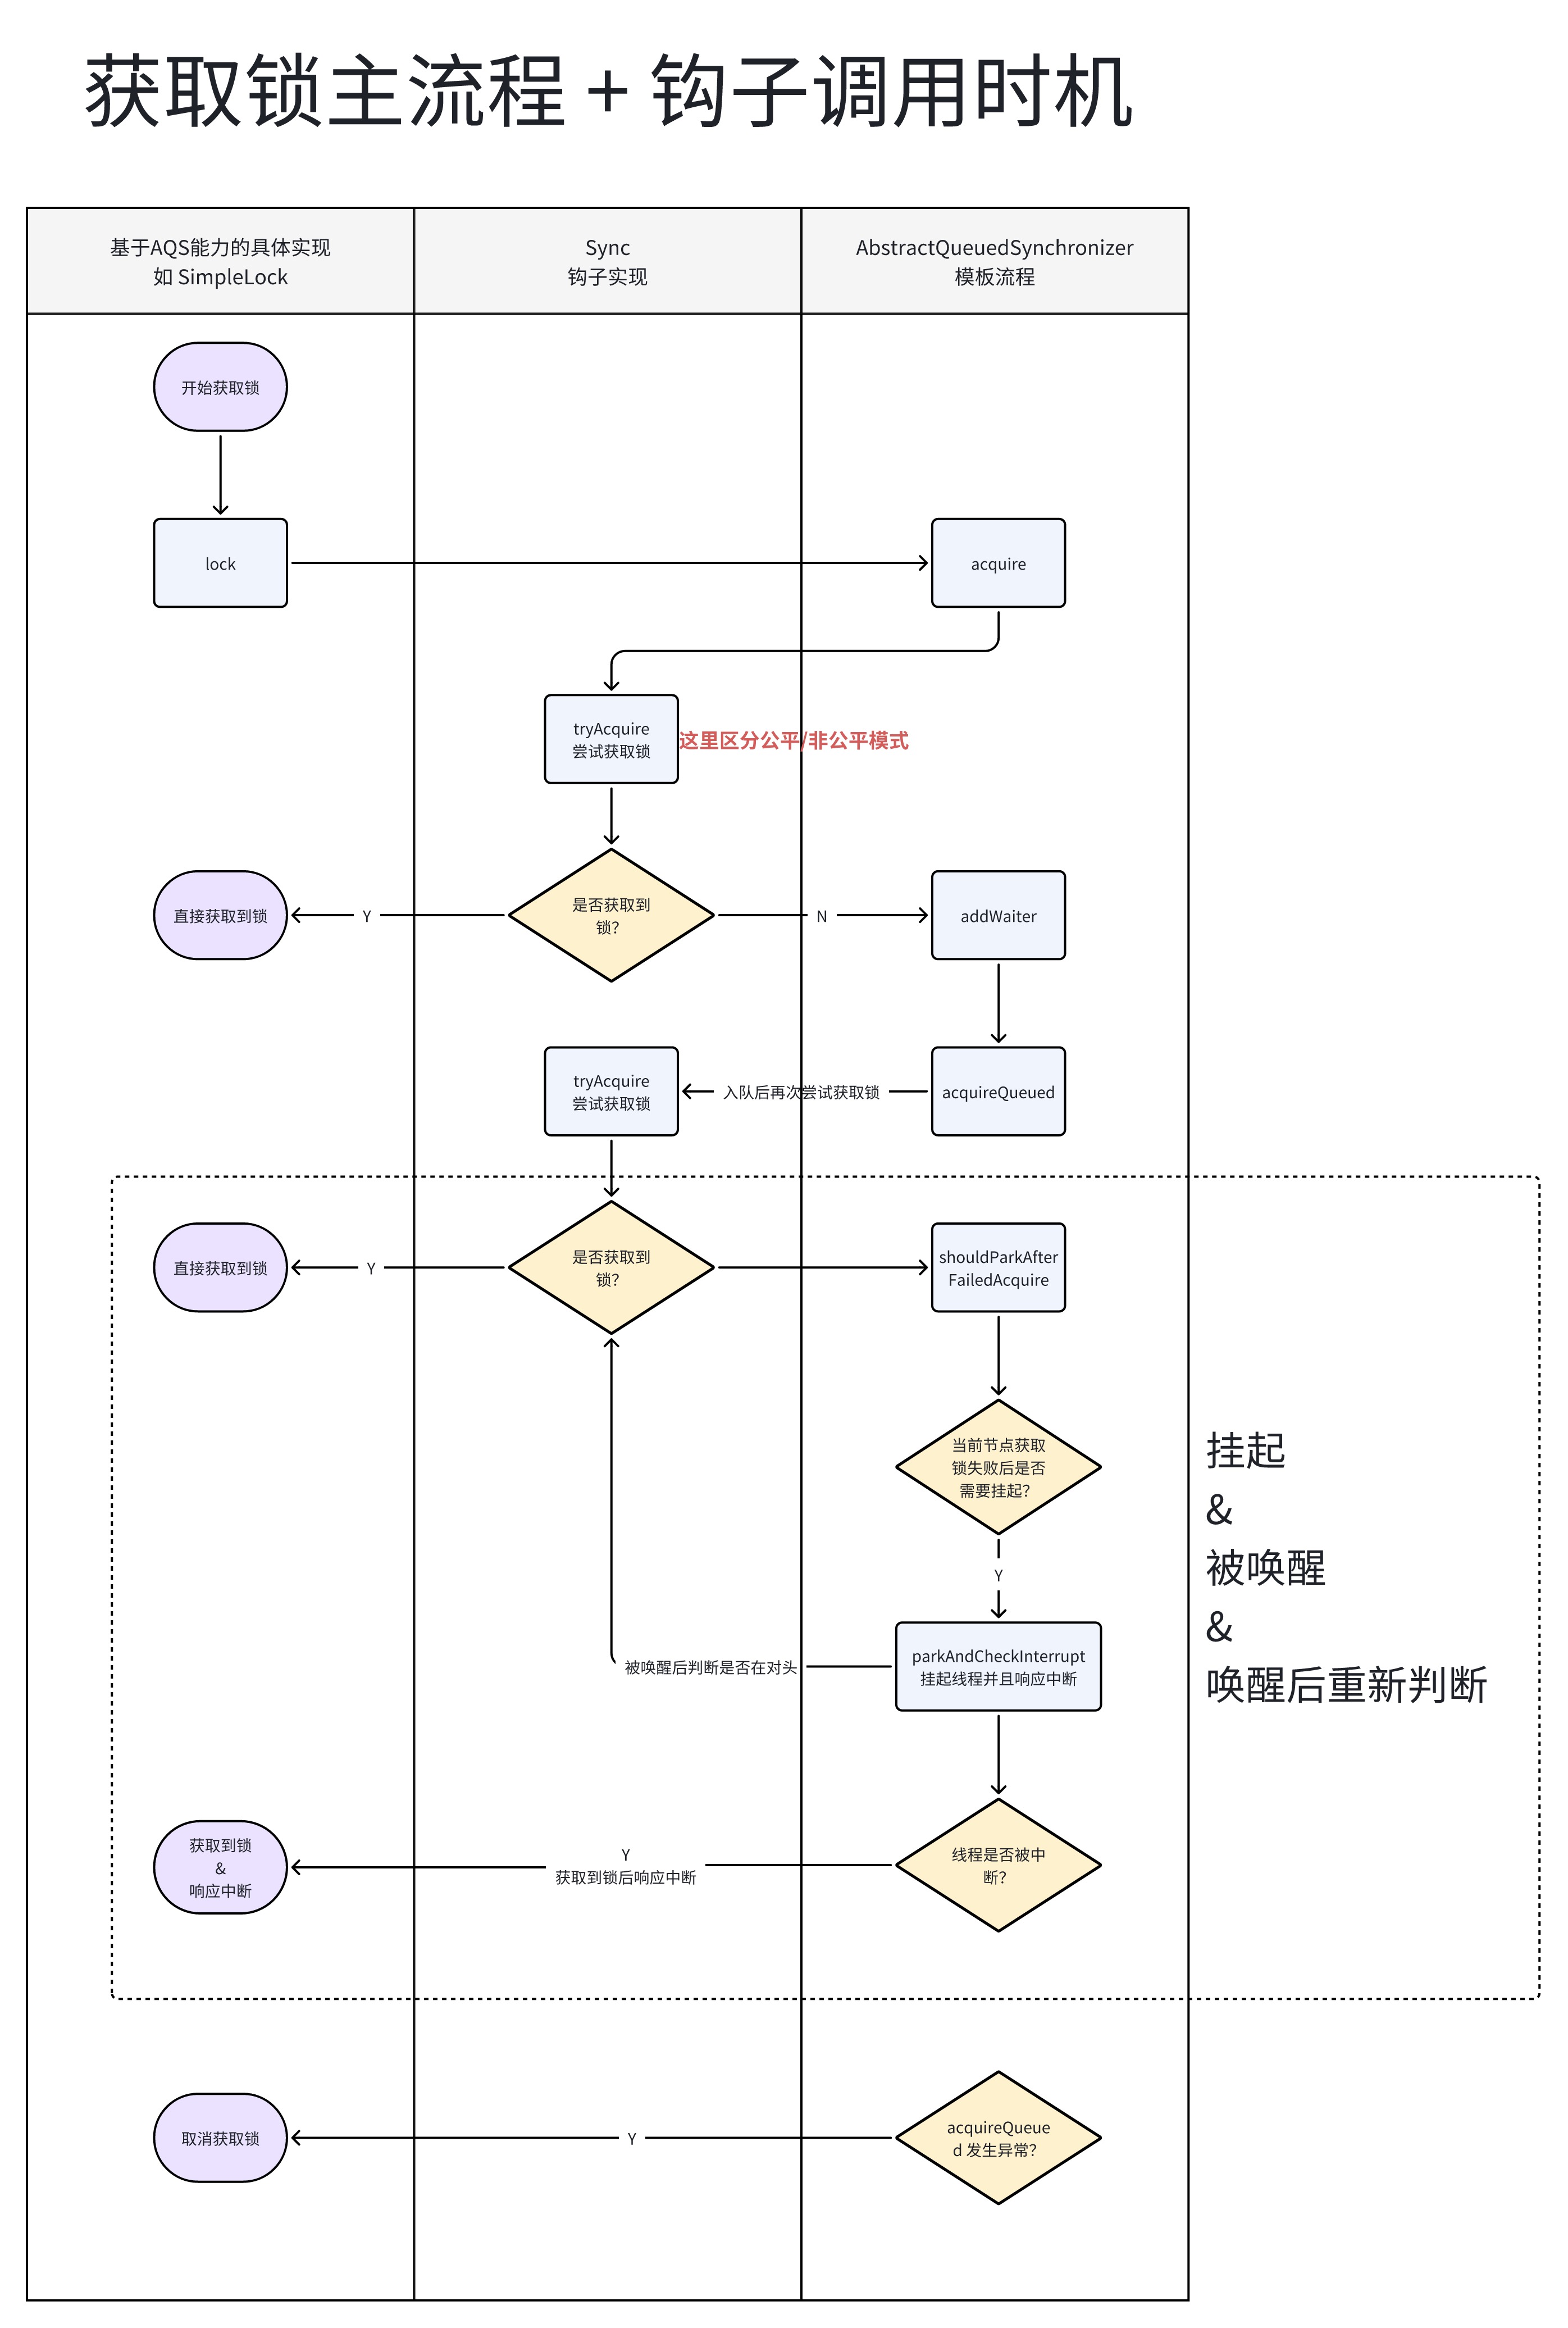 获取锁主流程 + 钩子调用时机
基于AQS能力的具体实现
如 SimpleLock
Sync
钩子实现
AbstractQueuedSynchronizer
模板流程
开始获取锁
lock
acquire
tryAcquire
尝试获取锁
这里区分公平/非公平模式
直接获取到锁
Y
是否获取到
锁?
N
addWaiter
tryAcquire
尝试获取锁
入队后再次尝试获取锁
acquireQueued
直接获取到锁
Y
是否获取到
锁?
shouldParkAfter
FailedAcquire
当前节点获取
锁失败后是否
需要挂起?
Y
挂起
&
被唤醒
&
唤醒后重新判断
被唤醒后判断是否在对头
parkAndCheckInterrupt
挂起线程并且响应中断
获取到锁
&
响应中断
Y
获取到锁后响应中断
线程是否被中
断?
取消获取锁
Y
acquireQueue
d 发生异常?